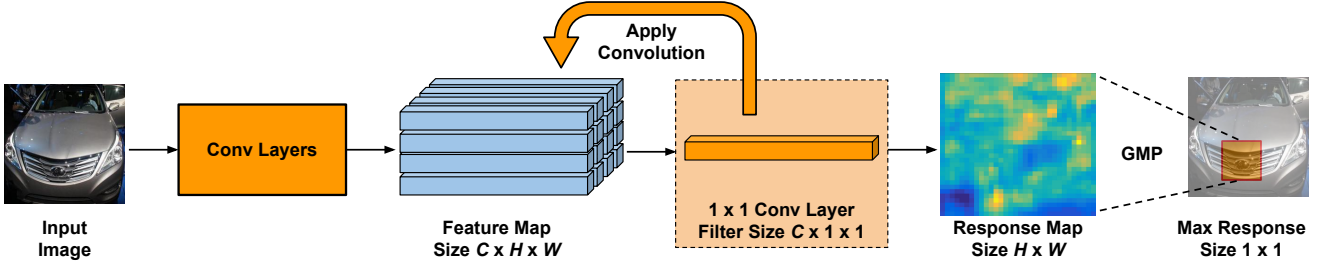 Apply
Convolution
Conv Layers
GMP
Input
Image
Feature Map
Size C x H x W
1 x 1 Conv Layer
Filter Size C x 1 x 1
Response Map
Size H x W
Max Response
Size 1 x 1